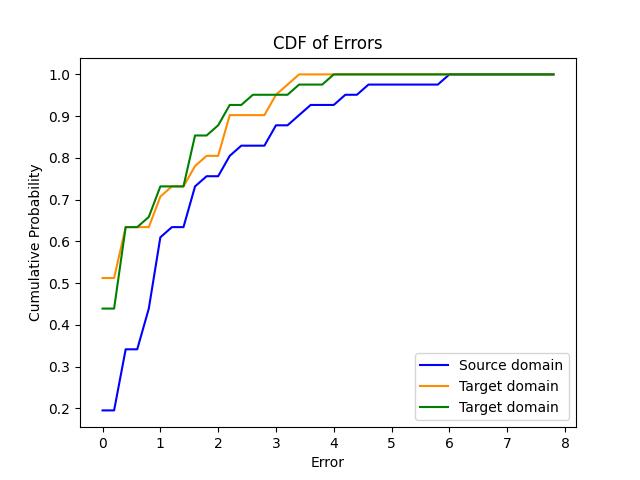 CDF of Errors
1.0
0.9
0.8
0.7
0.6
0.5
0.4
0.3
0.2
Cumulative Probability
0 1 2 3 4 5 6 7 8
Error
Source domain
Target domain
Target domain